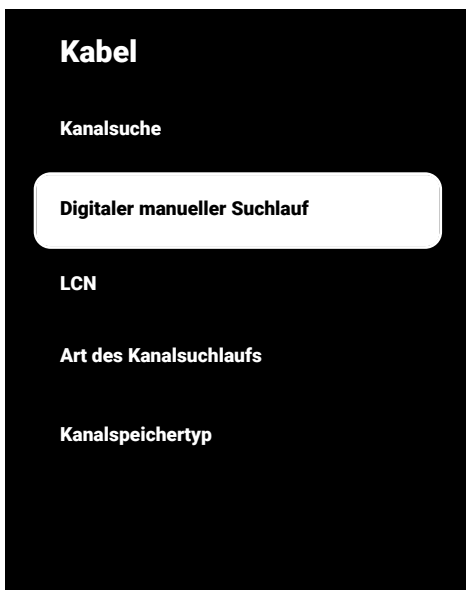 Kabel
Kanalsuche
Digitaler manueller Suchlauf
LCN
Art des Kanalsuchlaufs
Kanalspeichertyp